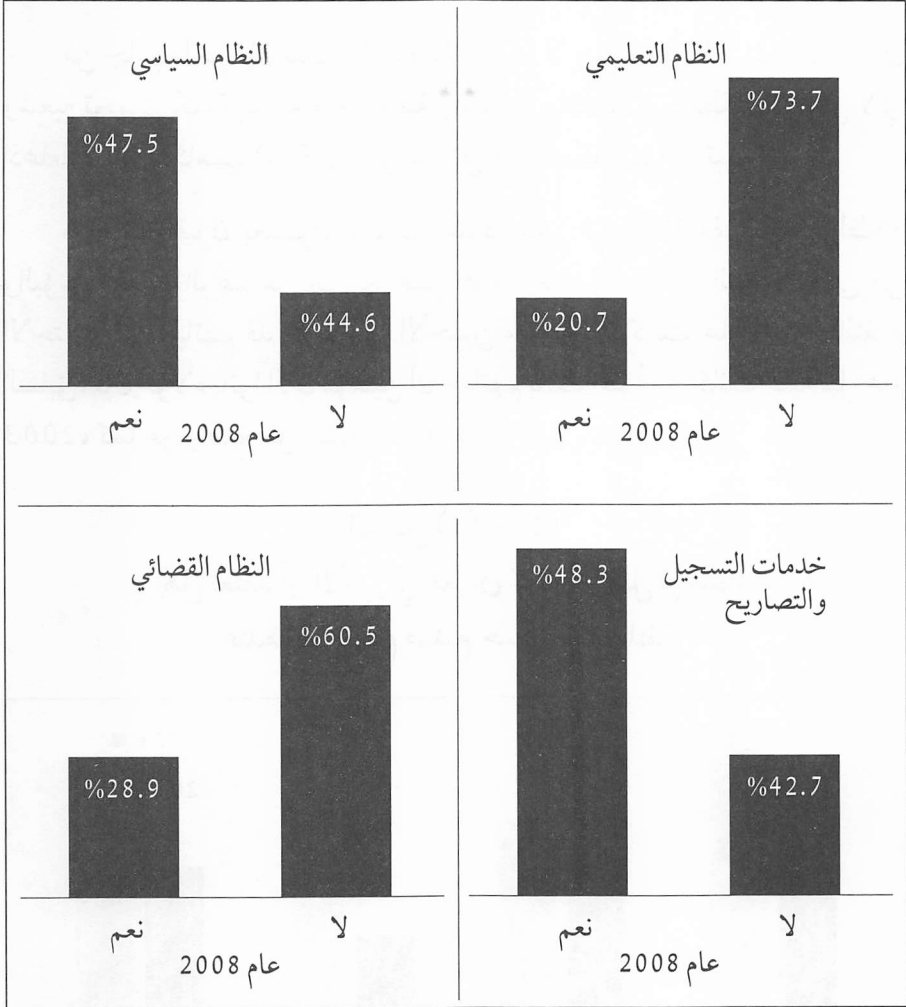 النظام التعليمي
%73.7
%20.7
نعم
لا
عام 2008
النظام السياسي
%47.5
%44.6
نعم
لا
عام 2008
خدمات التسجيل
والتصاريح
%48.3
%42.7
نعم
لا
عام 2008
النظام القضائي
%60.5
%28.9
نعم
لا
عام 2008